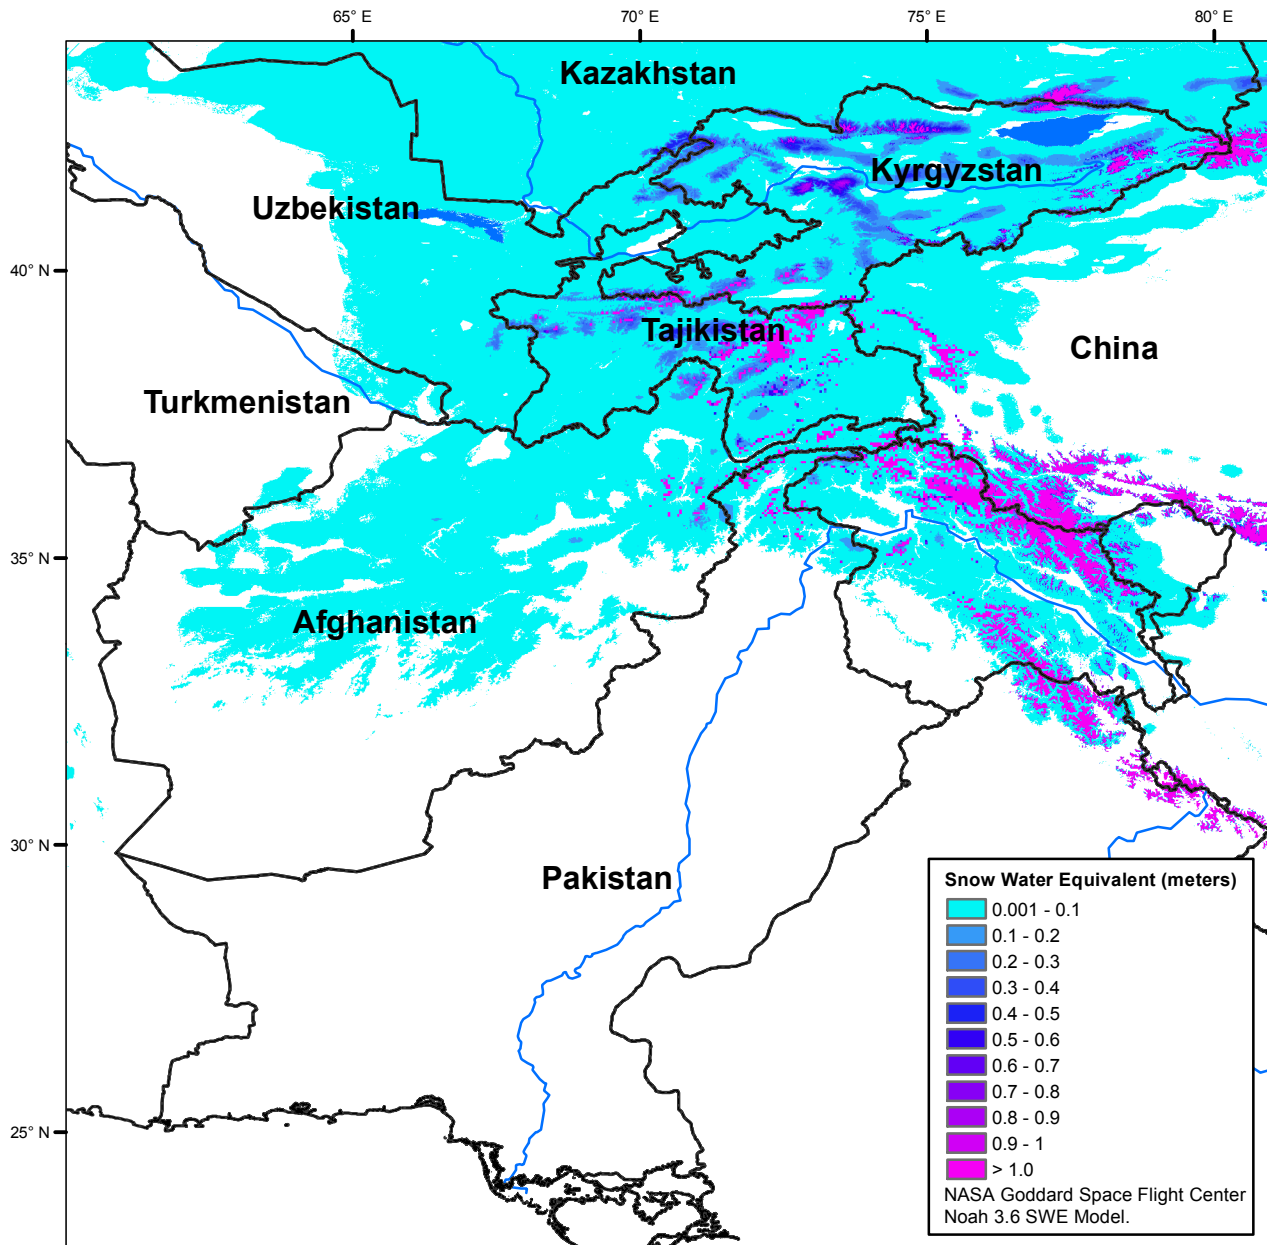 65° E
70° E
75° E
80° E
Kazakhstan
Kyrgyzstan
Uzbekistan
40° N
Tajikistan
China
Turkmenistan
35° N
Afghanistan
30° N
Pakistan
Snow Water Equivalent (meters)
0.001 - 0.1
0.1 - 0.2
0.2 - 0.3
0.3 - 0.4
0.4 - 0.5
0.5 - 0.6
0.6 - 0.7
0.7 - 0.8
0.8 - 0.9
0.9 - 1
> 1.0
25° N
NASA Goddard Space Flight Center
Noah 3.6 SWE Model.